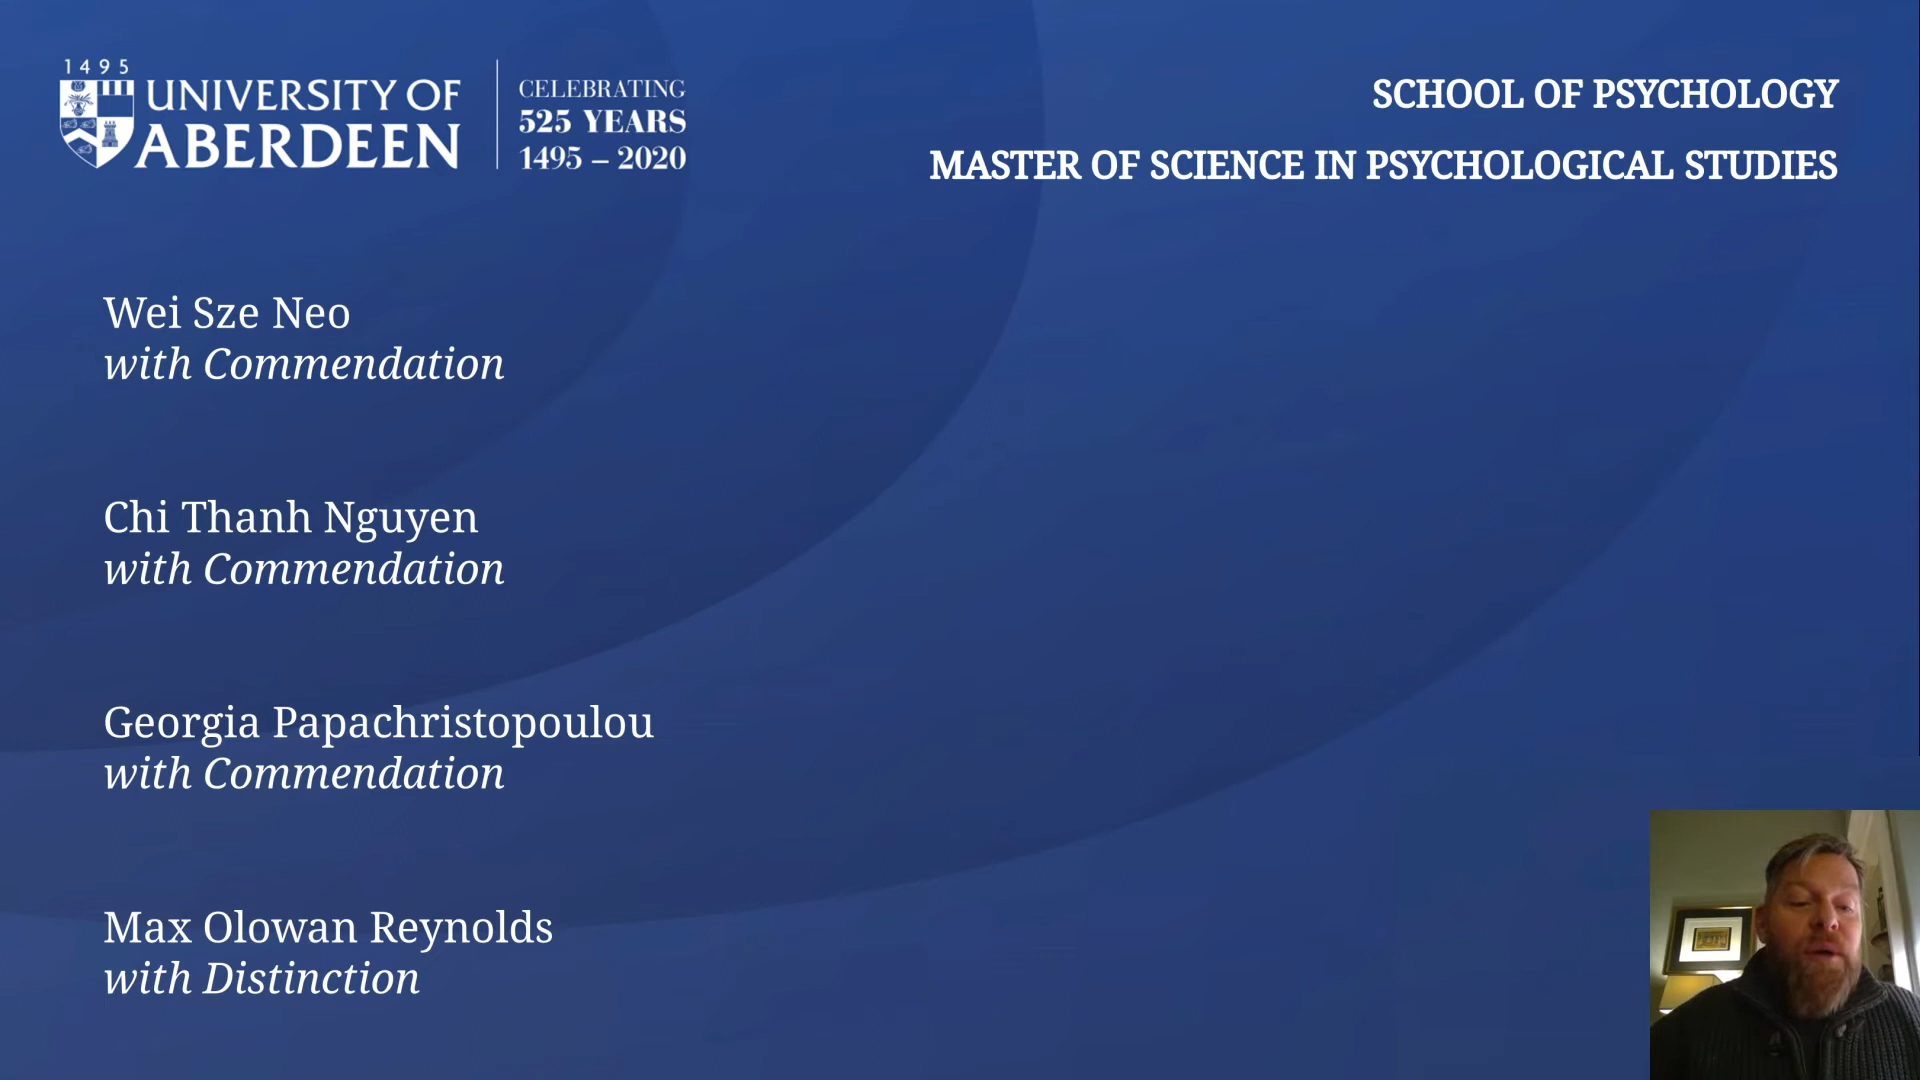 1495
UNIVERSITY OF
ABERDEEN
CELEBRATING
525 YEARS
1495 – 2020
SCHOOL OF PSYCHOLOGY
MASTER OF SCIENCE IN PSYCHOLOGICAL STUDIES
Wei Sze Neo
with Commendation
Chi Thanh Nguyen
with Commendation
Georgia Papachristopoulou
with Commendation
Max Olowan Reynolds
with Distinction